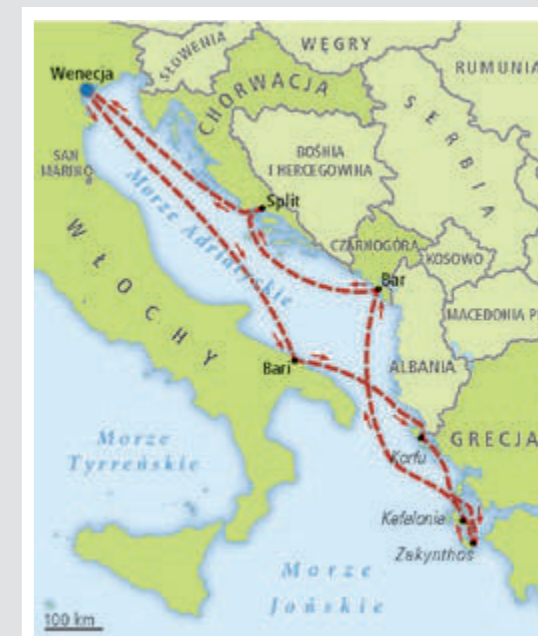 SŁOWENIA
WĘGRY
RUMUNIA
Wenecja
CHORWACJA
SERBIA
SAN
MARINO
BOŚNIA
I HERCEGOWINA
Morze Adriatyckie
Split
WŁOCHY
CZARNOGÓRA
KOSOWO
Bar
MACEDONIA P
Bari
ALBANIA
GRECJA
Korfu
Morze
Tyrreńskie
Kefalonia
Zakynthos
Morze
Jońskie
100 km